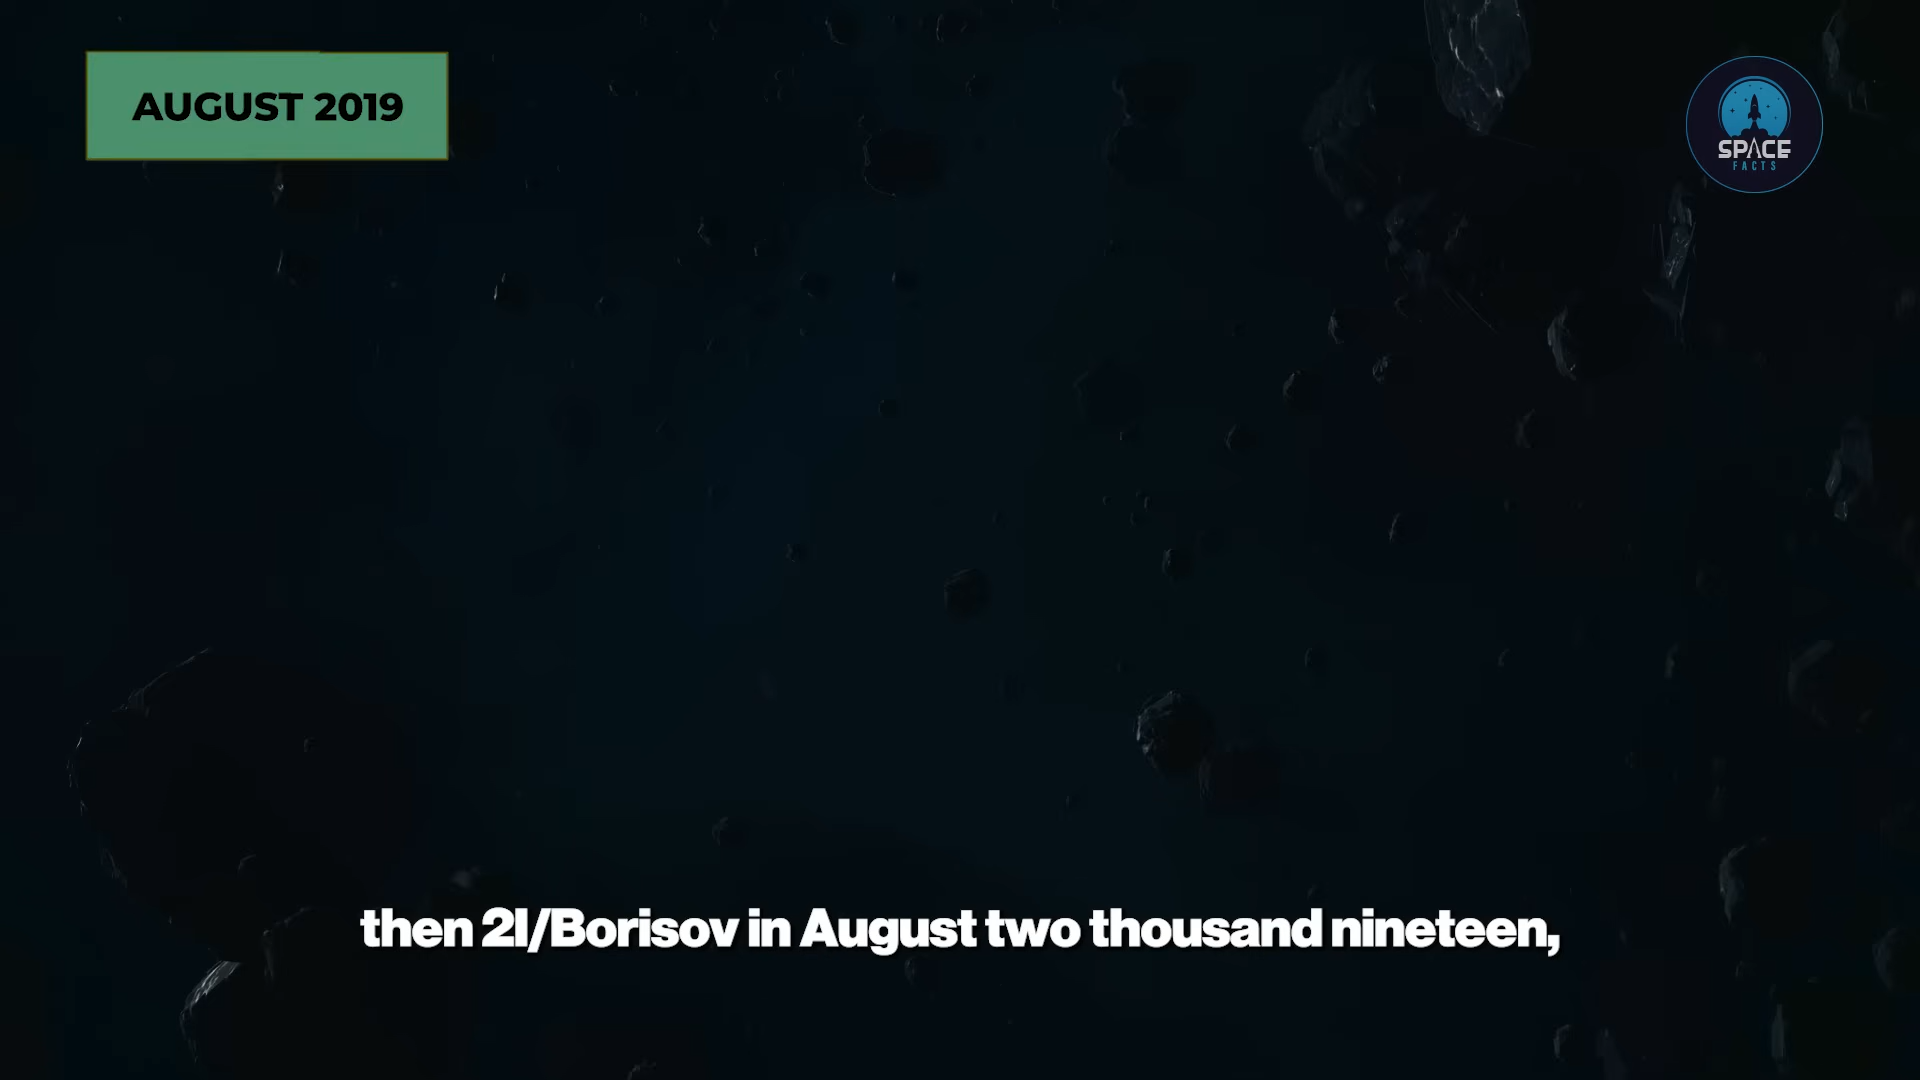 AUGUST 2019
SPACE
FACTS
then 2I/Borisov in August two thousand nineteen,